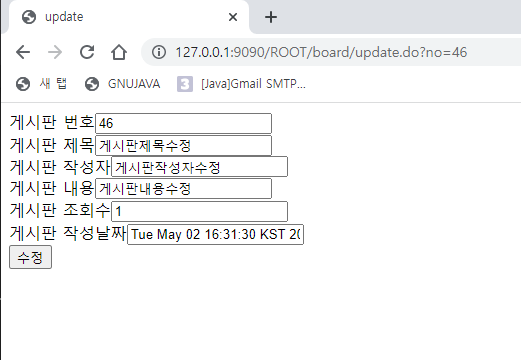 update
127.0.0.1:9090/ROOT/board/update.do?no=46
새 탭 GNUJAVA [Java]Gmail SMTP...
게시판 번호 46
게시판 제목 게시판제목수정
게시판 작성자 게시판작성자수정
게시판 내용 게시판내용수정
게시판 조회수 1
게시판 작성날짜 Tue May 02 16:31:30 KST 20
수정